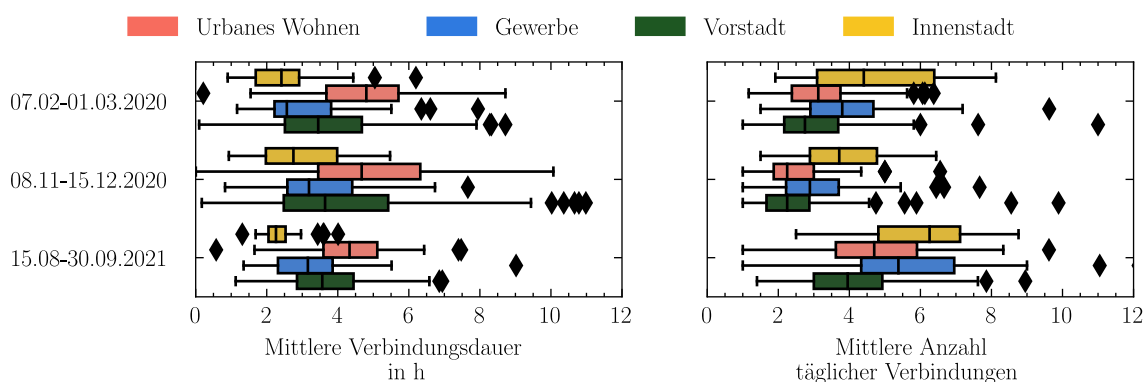 Urbanes Wohnen Gewerbe Vorstadt Innenstadt
07.02-01.03.2020
08.11-15.12.2020
15.08-30.09.2021
0 2 4 6 8 10 12
Mittlere Verbindungsdauer
in h
0 2 4 6 8 10 12
Mittlere Anzahl
täglicher Verbindungen